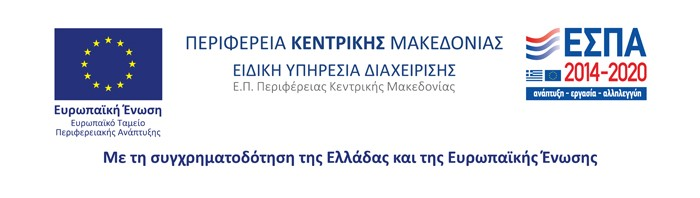 Ευρωπαϊκή Ένωση
Ευρωπαϊκό Ταμείο
Περιφερειακής Ανάπτυξης
ΠΕΡΙΦΕΡΕΙΑ ΚΕΝΤΡΙΚΗΣ ΜΑΚΕΔΟΝΙΑΣ
ΕΙΔΙΚΗ ΥΠΗΡΕΣΙΑ ΔΙΑΧΕΙΡΙΣΗΣ
Ε.Π. Περιφέρειας Κεντρικής Μακεδονίας
ΕΣΠΑ
2014-2020
ανάπτυξη - εργασία - αλληλεγγύη
Με τη συγχρηματοδότηση της Ελλάδας και της Ευρωπαϊκής Ένωσης